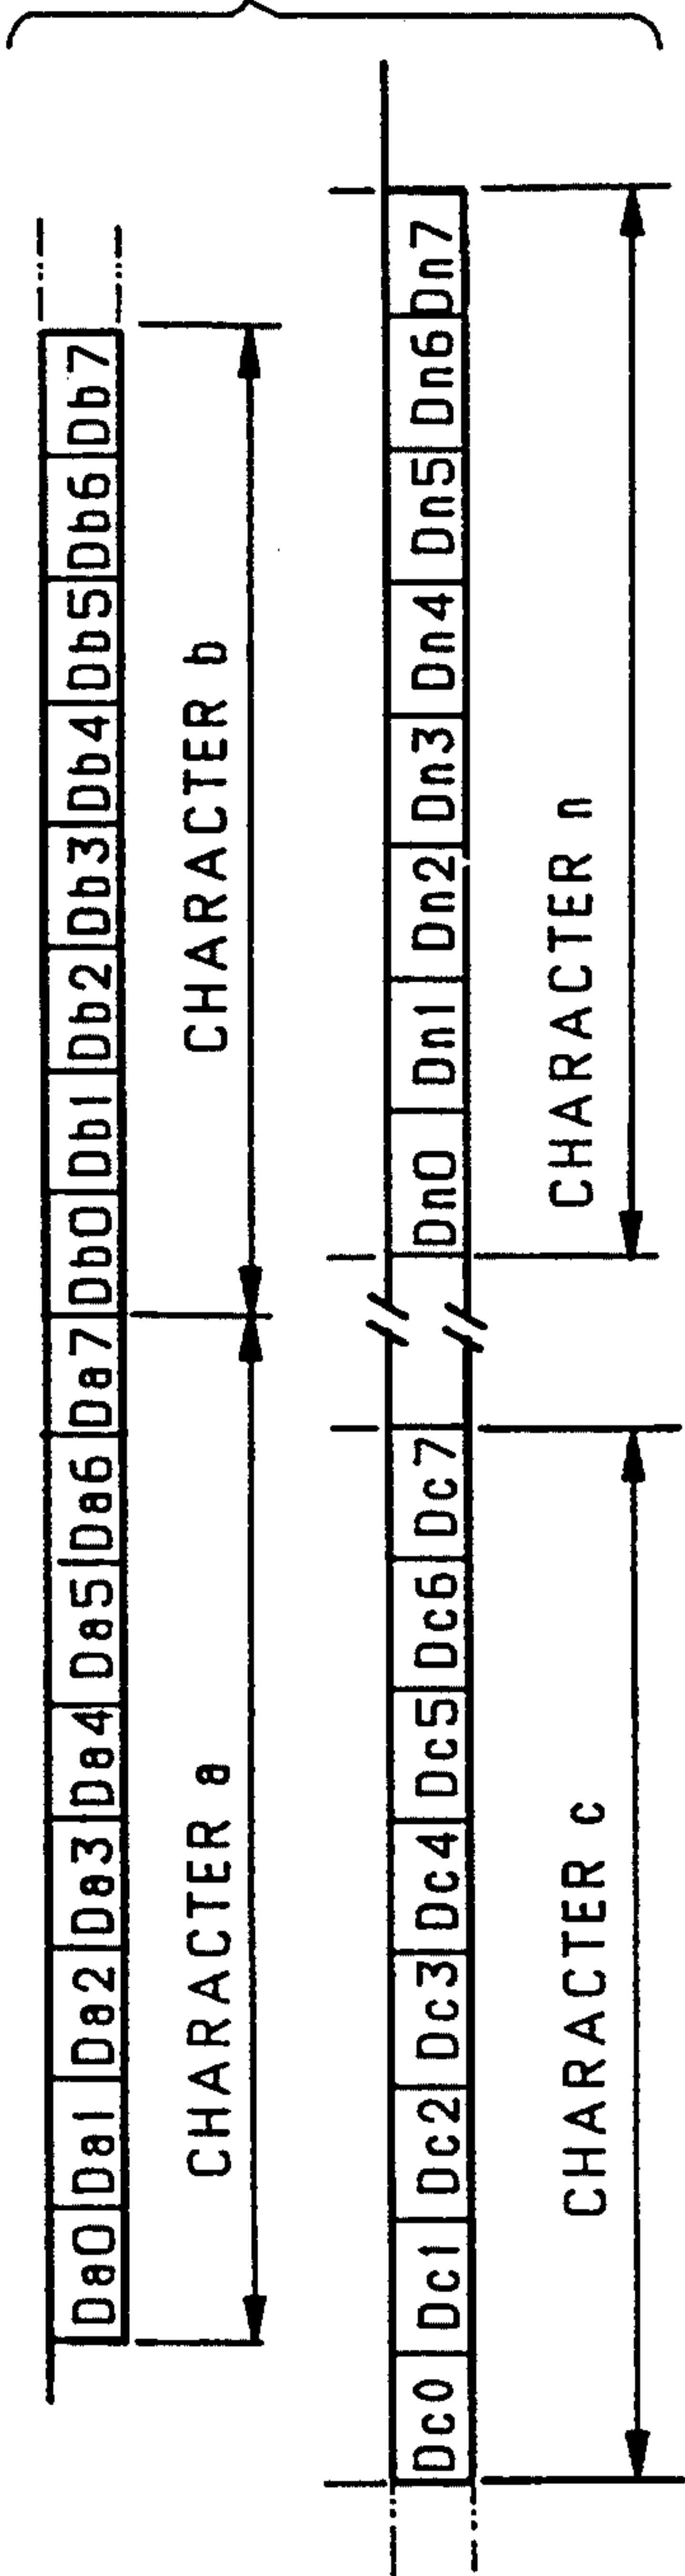 Da0 Da1 Da2 Da3 Da4 Da5 Da6 Da7 Db0 Db1 Db2 Db3 Db4 Db5 Db6 Db7
CHARACTER a CHARACTER b
Dc0 Dc1 Dc2 Dc3 Dc4 Dc5 Dc6 Dc7 Dn0 Dn1 Dn2 Dn3 Dn4 Dn5 Dn6 Dn7
CHARACTER c CHARACTER n